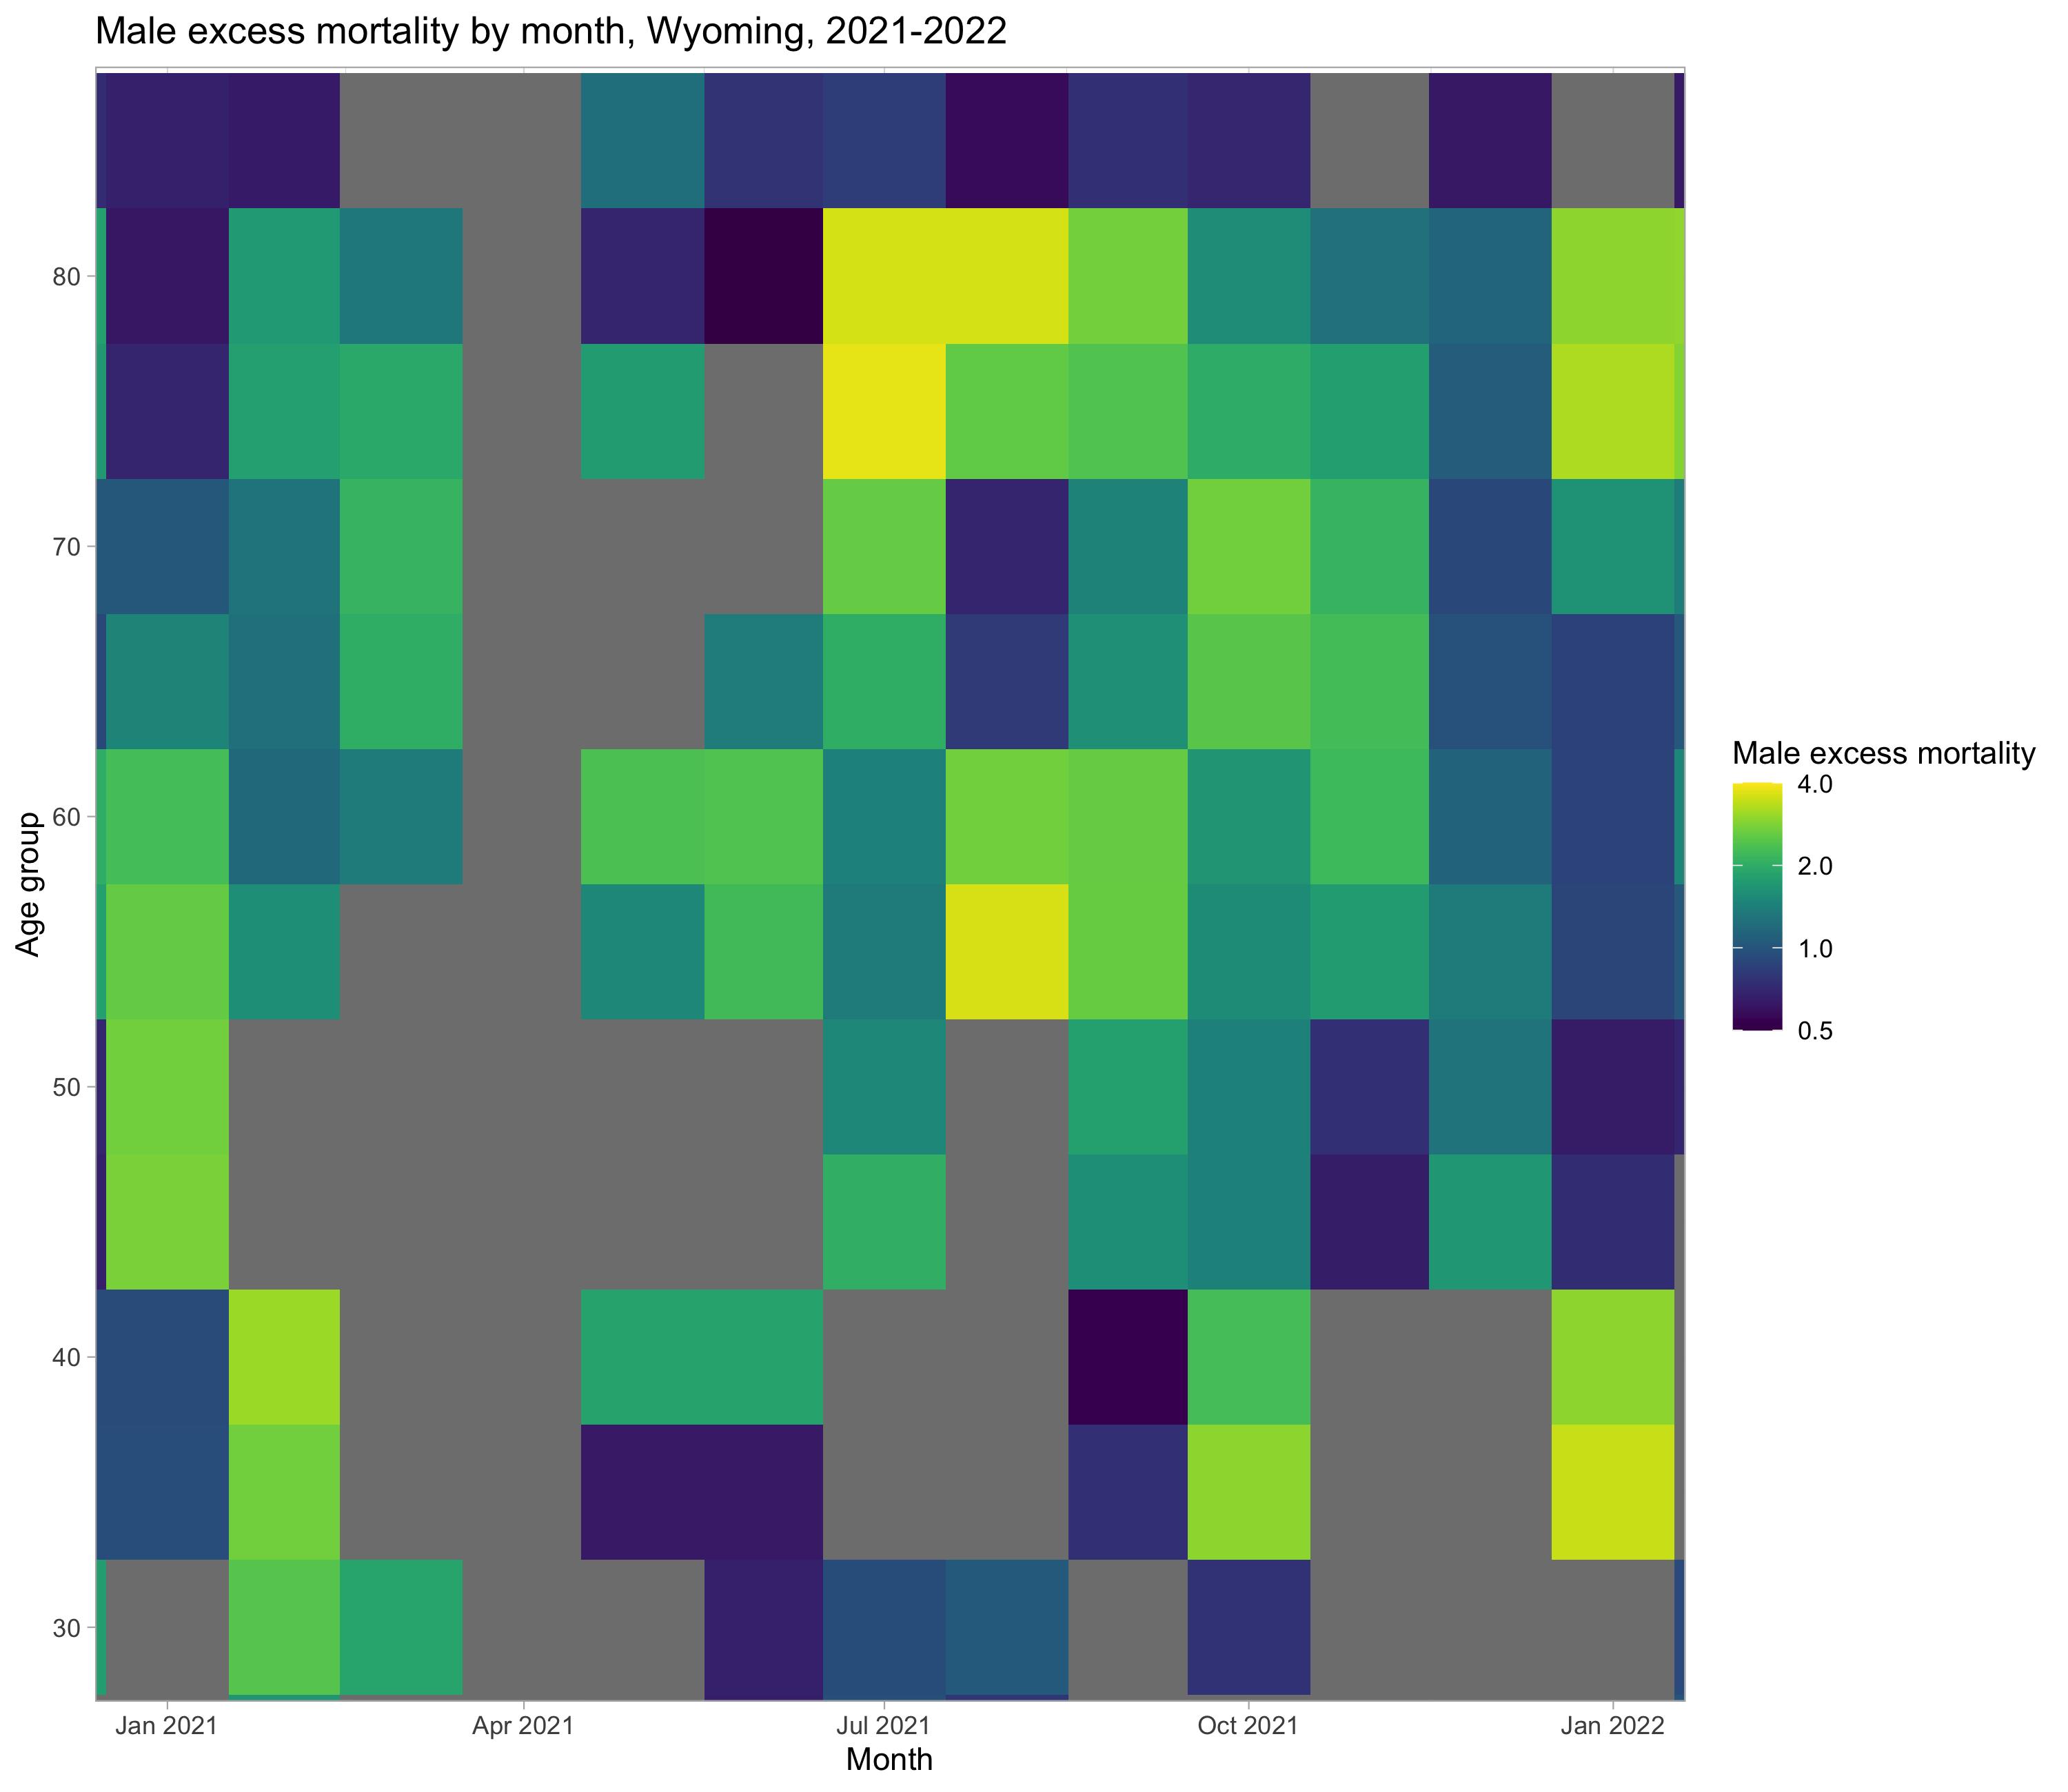 Male excess mortality by month, Wyoming, 2021-2022
80
70
60
50
40
30
Age group
Jan 2021
Apr 2021
Jul 2021
Oct 2021
Jan 2022
Month
Male excess mortality
4.0
2.0
1.0
0.5